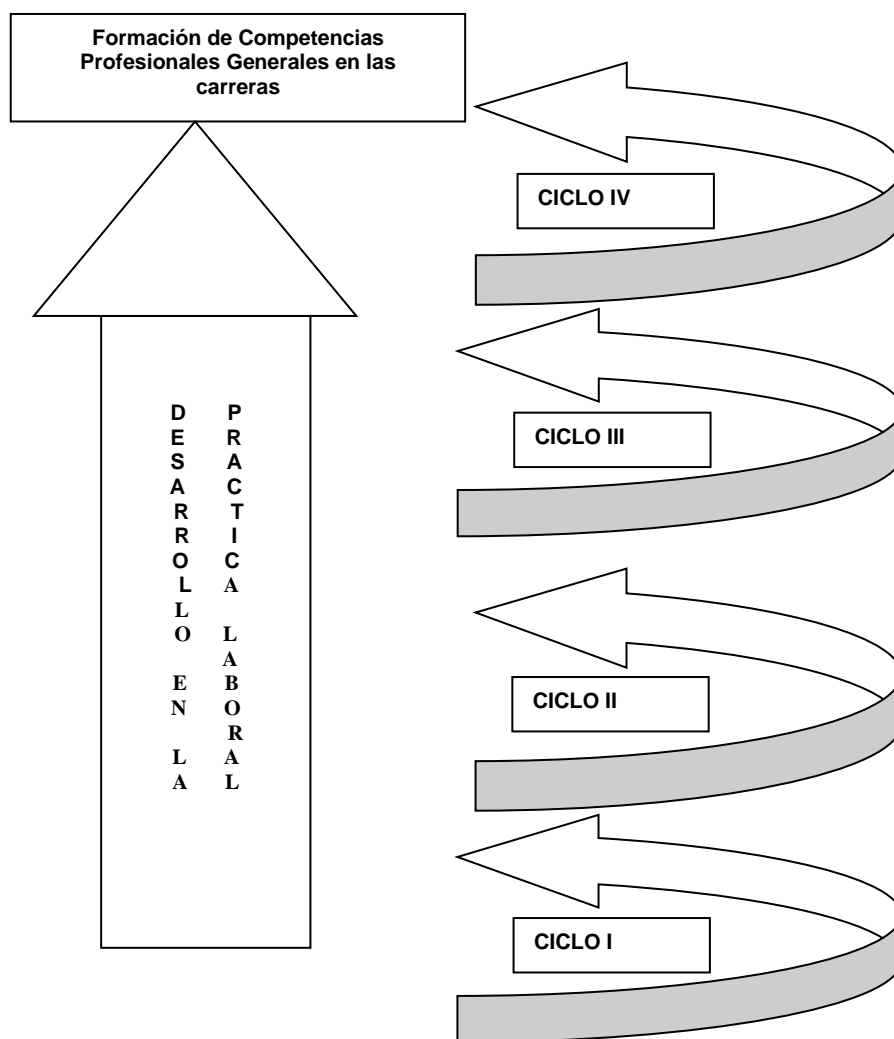 Formación de Competencias
Profesionales Generales en las
carreras
CICLO IV
CICLO III
DESARROLLO EN LA
PRACTICA LABORAL
CICLO II
CICLO I